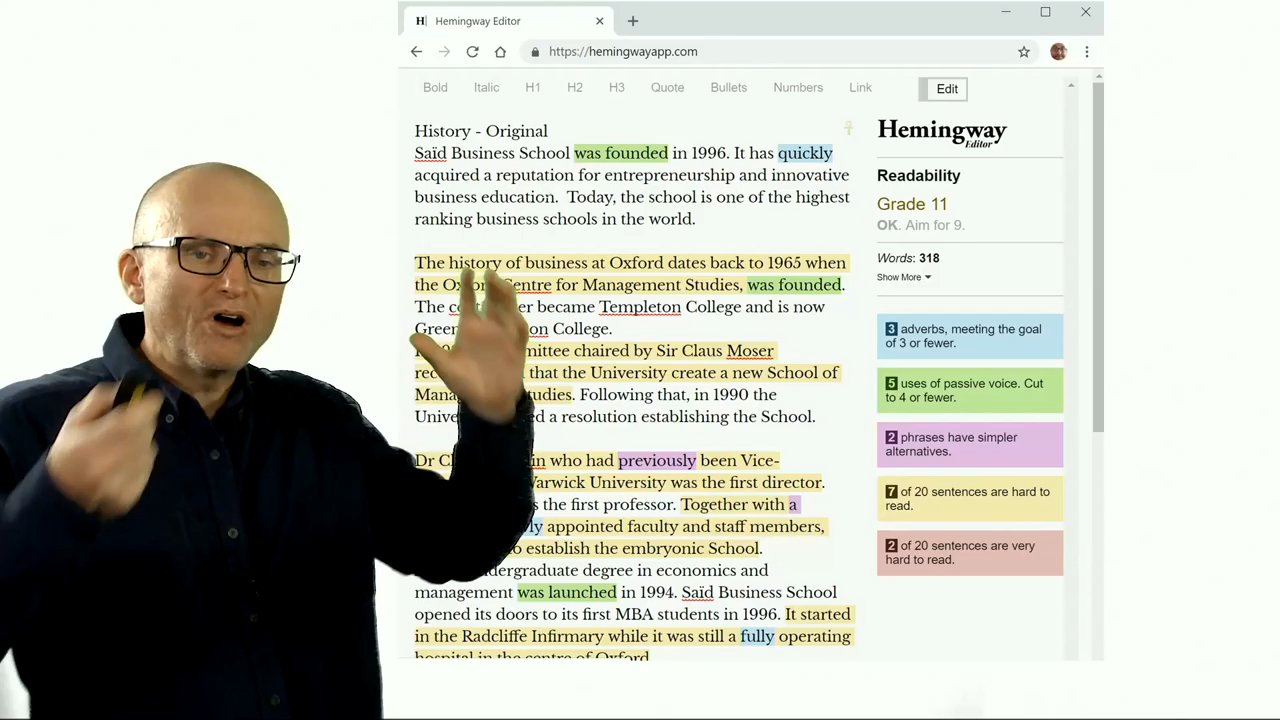 H Hemingway Editor
https://hemingwayapp.com
Bold Italic H1 H2 H3 Quote Bullets Numbers Link Edit
History - Original
Saïd Business School was founded in 1996. It has quickly
acquired a reputation for entrepreneurship and innovative
business education. Today, the school is one of the highest
ranking business schools in the world.
The history of business at Oxford dates back to 1965 when
the Centre for Management Studies, was founded.
The became Templeton College and is now
College.
chaired by Sir Claus Moser
that the University create a new School of
Following that, in 1990 the
a resolution establishing the School.
Dr who had previously been Vice-
Warwick University was the first director.
the first professor. Together with a
appointed faculty and staff members,
establish the embryonic School.
degree in economics and
management was launched in 1994. Saïd Business School
opened its doors to its first MBA students in 1996. It started
in the Radcliffe Infirmary while it was still a fully operating
hospital in the centre of Oxford
Hemingway
Editor
Readability
Grade 11
OK. Aim for 9.
Words: 318
Show More
3 adverbs, meeting the goal
of 3 or fewer.
5 uses of passive voice. Cut
to 4 or fewer.
2 phrases have simpler
alternatives.
7 of 20 sentences are hard to
read.
2 of 20 sentences are very
hard to read.